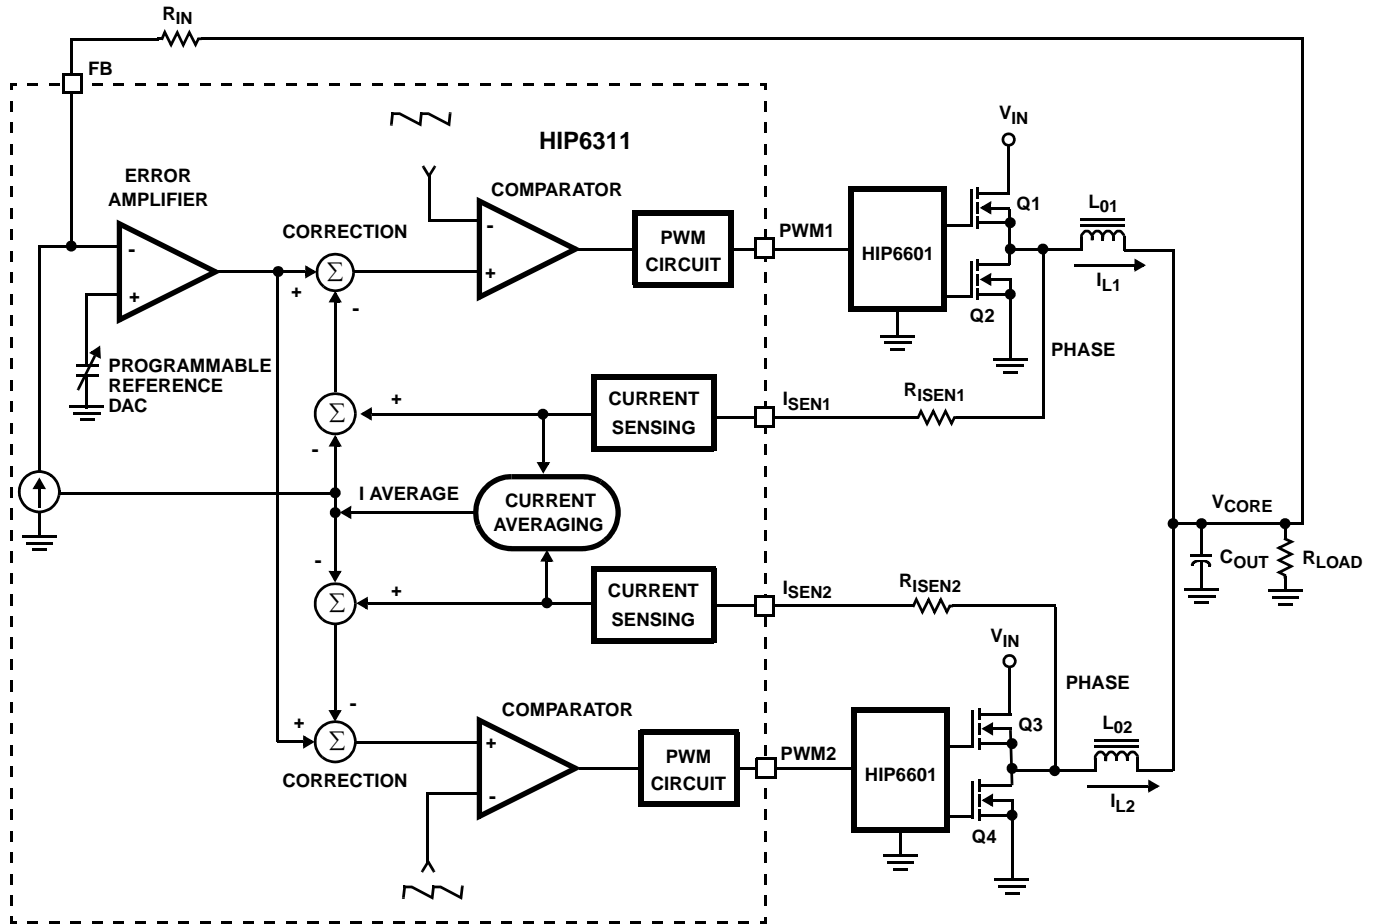 RIN
FB
HIP6311
VIN
ERROR
AMPLIFIER
COMPARATOR
CORRECTION
-
+
+
-
-
+
Σ
PWM
CIRCUIT
PWM1
HIP6601
Q1
Q2
L01
IL1
PHASE
PROGRAMMABLE
REFERENCE
DAC
Σ
+
-
CURRENT
SENSING
ISEN1
RISEN1
I AVERAGE
CURRENT
AVERAGING
VCORE
COUT
RLOAD
-
Σ
+
CURRENT
SENSING
ISEN2
RISEN2
VIN
PHASE
-
+
Σ
CORRECTION
COMPARATOR
+
-
PWM
CIRCUIT
PWM2
HIP6601
Q3
Q4
L02
IL2